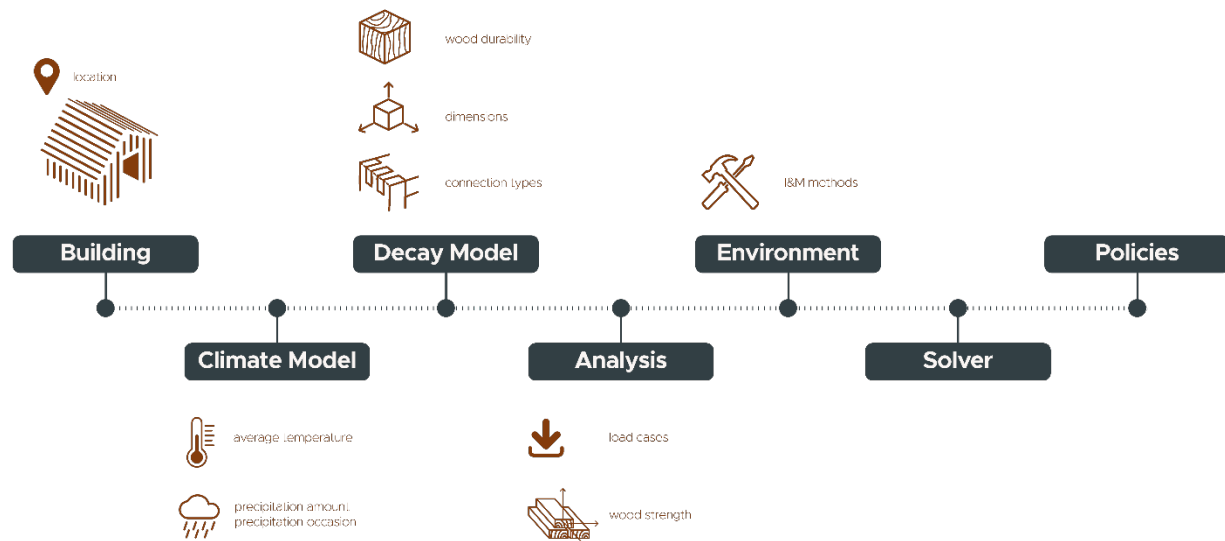 wood durability
location
dimensions
connection types
I&M methods
Building
Decay Model
Environment
Policies
Climate Model
Analysis
Solver
average temperature
load cases
precipitation amount
precipitation occasion
wood strength